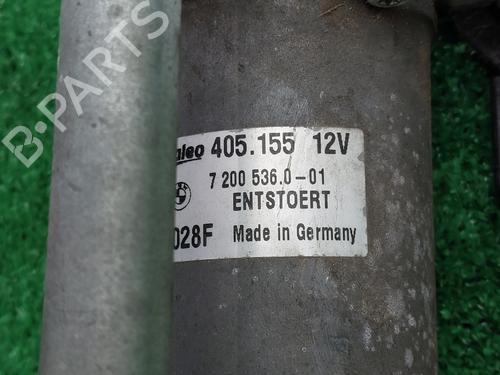 B-PARTS
405.155 12V
7 200 536.0-01
ENTSTOERT
028F Made in Germany